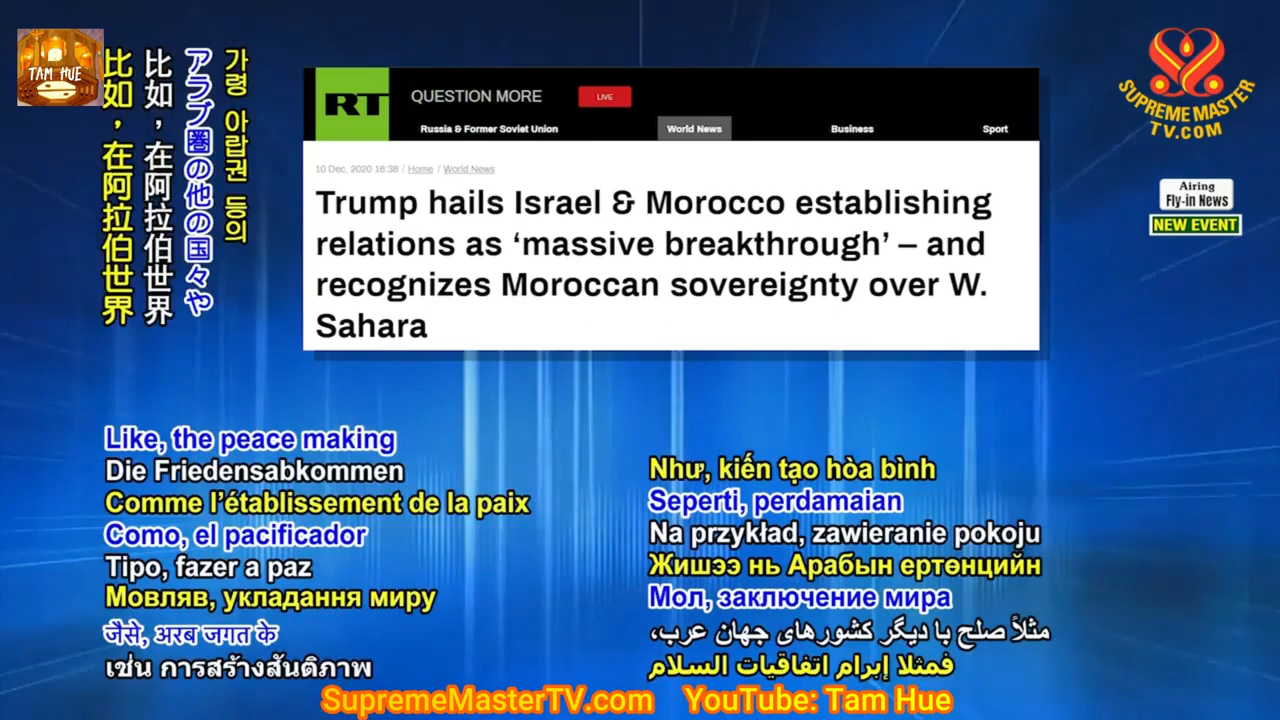 TAM HUE
가령 아랍권 등의
アラブ圏の他の国々や
比如，在阿拉伯世界
比如，在阿拉伯世界
RT
QUESTION MORE
LIVE
Russia & Former Soviet Union
World News
Business
Sport
10 Dec, 2020 16:38 / Home / World News
Trump hails Israel & Morocco establishing
relations as ‘massive breakthrough’ – and
recognizes Moroccan sovereignty over W.
Sahara
SUPREME MASTER
TV.COM
Airing
Fly-in News
NEW EVENT
Like, the peace making
Die Friedensabkommen
Comme l’établissement de la paix
Como, el pacificador
Tipo, fazer a paz
Мовляв, укладання миру
जैसे, अरब जगत के
เช่น การสร้างสันติภาพ
Như, kiến tạo hòa bình
Seperti, perdamaian
Na przykład, zawieranie pokoju
Жишээ нь Арабын ертөнцийн
Мол, заключение мира
مثلاً صلح با دیگر کشورهای جهان عرب،
فمثلا إبرام اتفاقيات السلام
SupremeMasterTV.com YouTube: Tam Hue